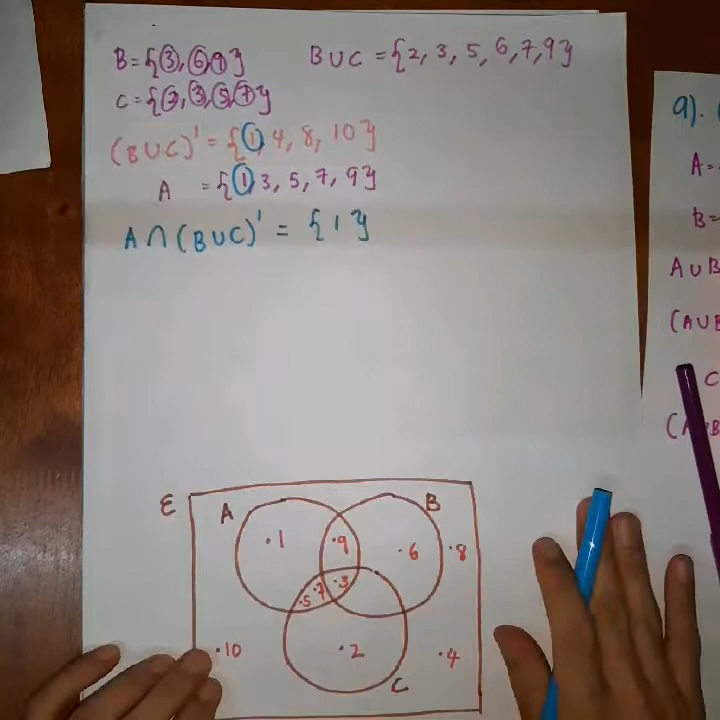 B={3,6,9}
B∪C={2, 3, 5, 6,7,9}
C={2,3,5,7}
(B∪C)'={1,4,8,10}
A={1 3,5,7,9}
A∩(B∪C)'={1}
ℰ
A
B
·1
·9
·6
·8
·3
·7
·5
·10
·2
·4
C
a).
A=
B=
A∪B
C